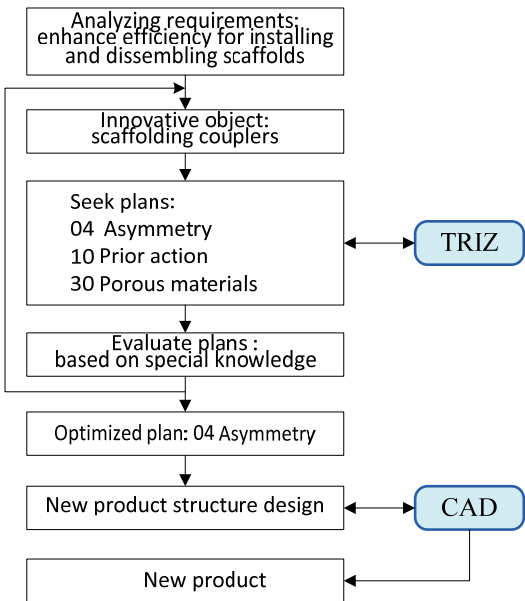 Analyzing requirements:
enhance efficiency for installing
and dissembling scaffolds
Innovative object:
scaffolding couplers
Seek plans:
04 Asymmetry
10 Prior action
30 Porous materials
TRIZ
Evaluate plans :
based on special knowledge
Optimized plan: 04 Asymmetry
New product structure design
CAD
New product